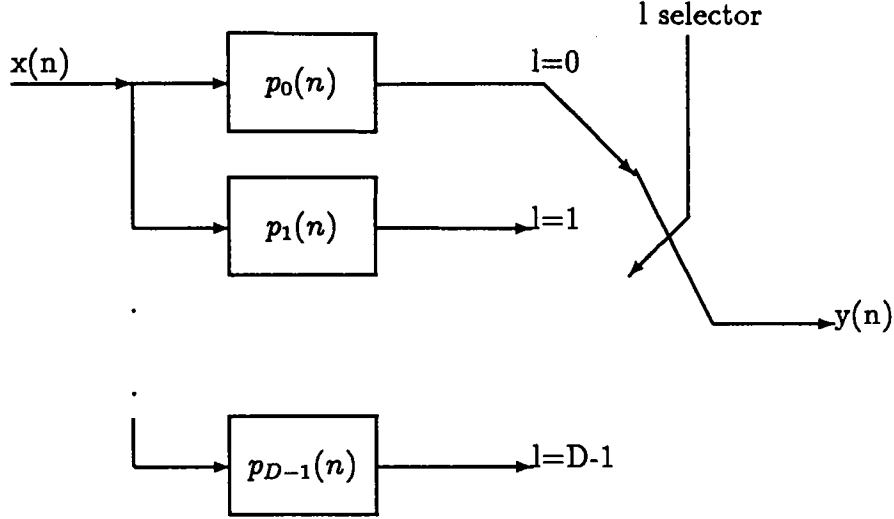 l selector
x(n)
p₀(n)
l=0
p₁(n)
l=1
y(n)
p_{D-1}(n)
l=D-1